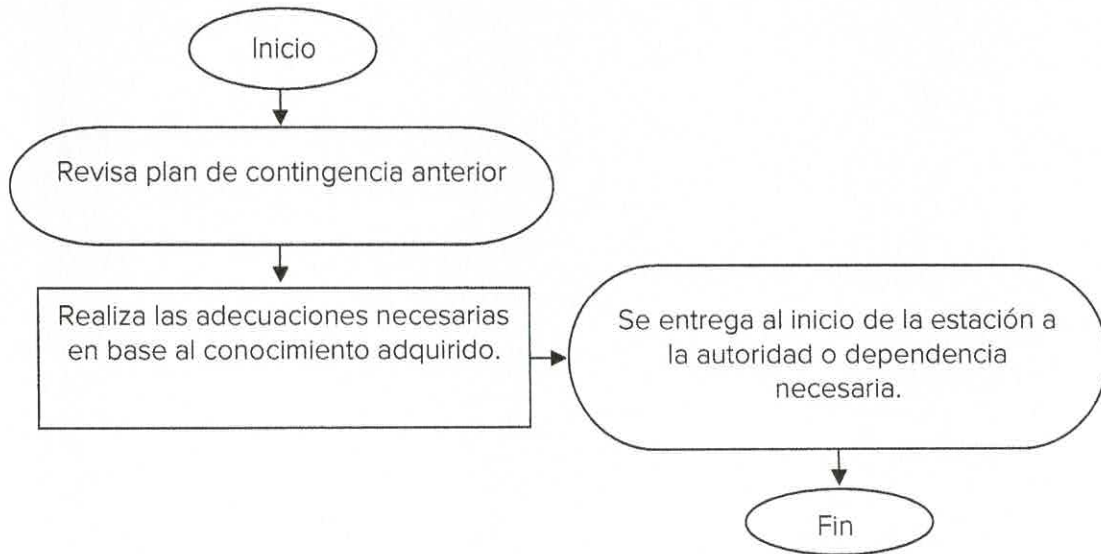 Inicio
Revisa plan de contingencia anterior
Realiza las adecuaciones necesarias
en base al conocimiento adquirido.
Se entrega al inicio de la estación a
la autoridad o dependencia
necesaria.
Fin